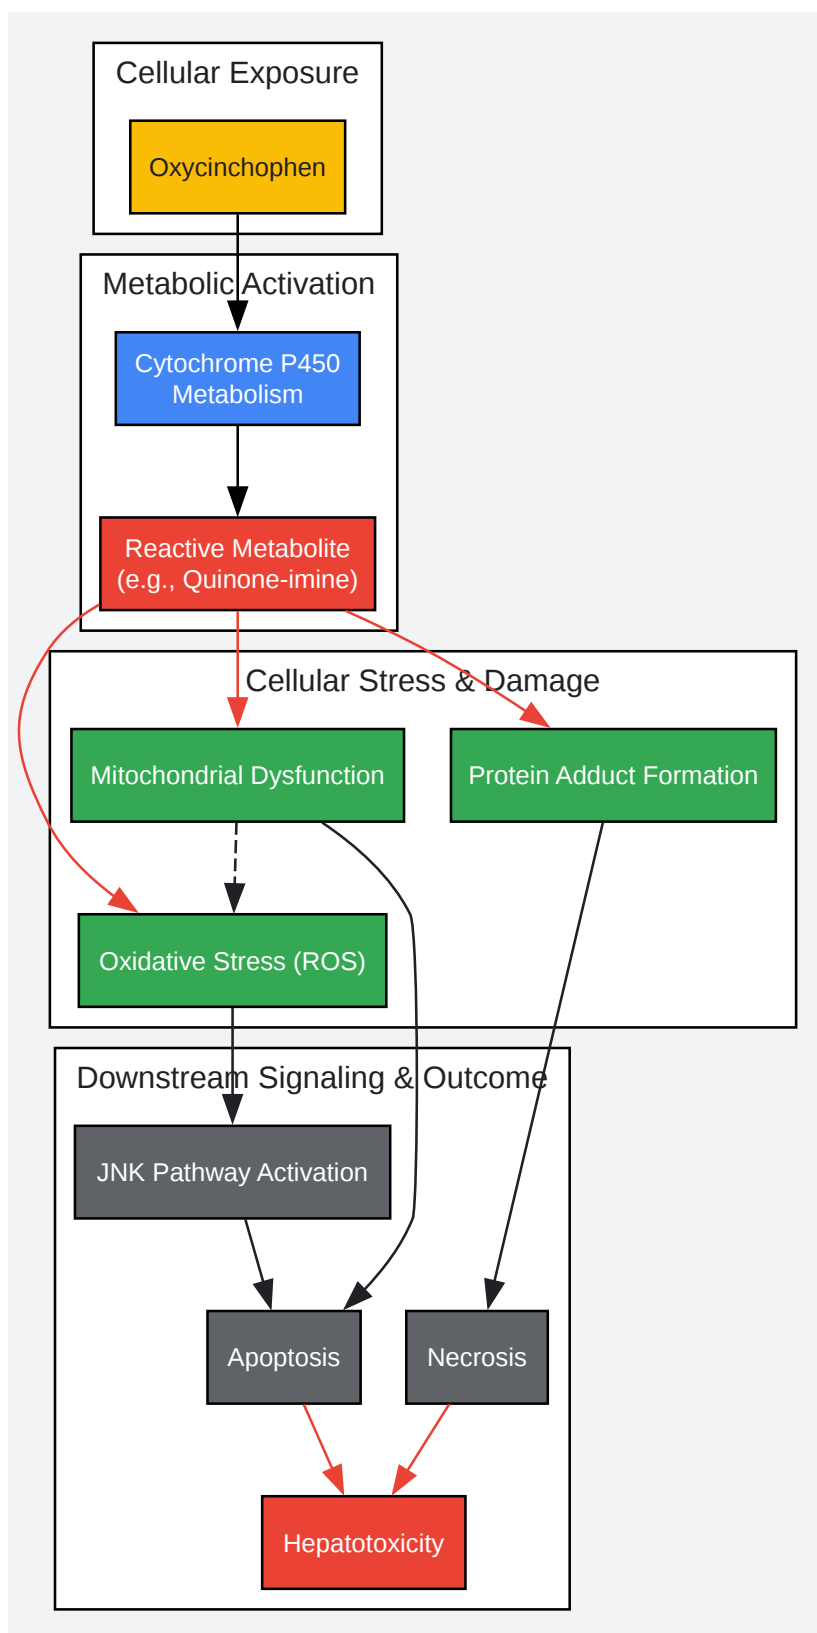 Cellular Exposure
Oxycinchophen
Metabolic Activation
Cytochrome P450
Metabolism
Reactive Metabolite
(e.g., Quinone-imine)
Cellular Stress & Damage
Mitochondrial Dysfunction
Protein Adduct Formation
Oxidative Stress (ROS)
Downstream Signaling & Outcome
JNK Pathway Activation
Apoptosis
Necrosis
Hepatotoxicity